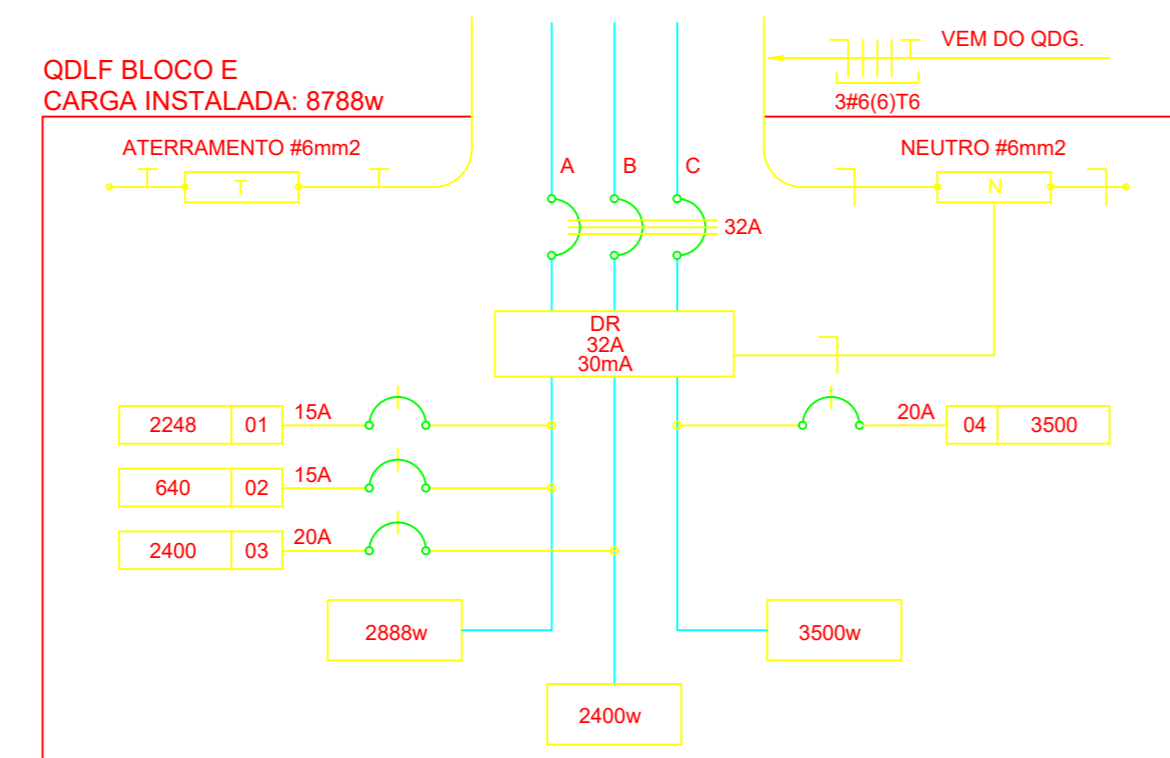 VEM DO QDG.
QDLF BLOCO E
CARGA INSTALADA: 8788w
3#6(6)T6
ATERRAMENTO #6mm2
NEUTRO #6mm2
A B C
T
N
32A
DR
32A
30mA
2248 01 15A
20A 04 3500
640 02 15A
2400 03 20A
2888w
3500w
2400w